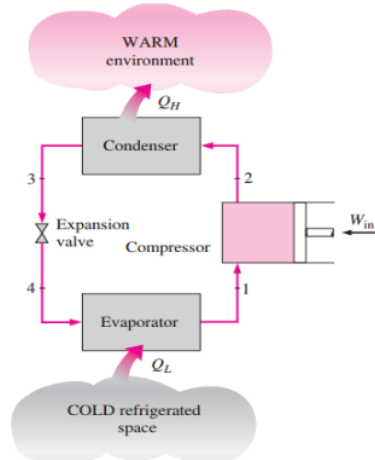 WARM
environment
QH
Condenser
3
2
Expansion
valve
Compressor
Win
4
1
Evaporator
QL
COLD refrigerated
space